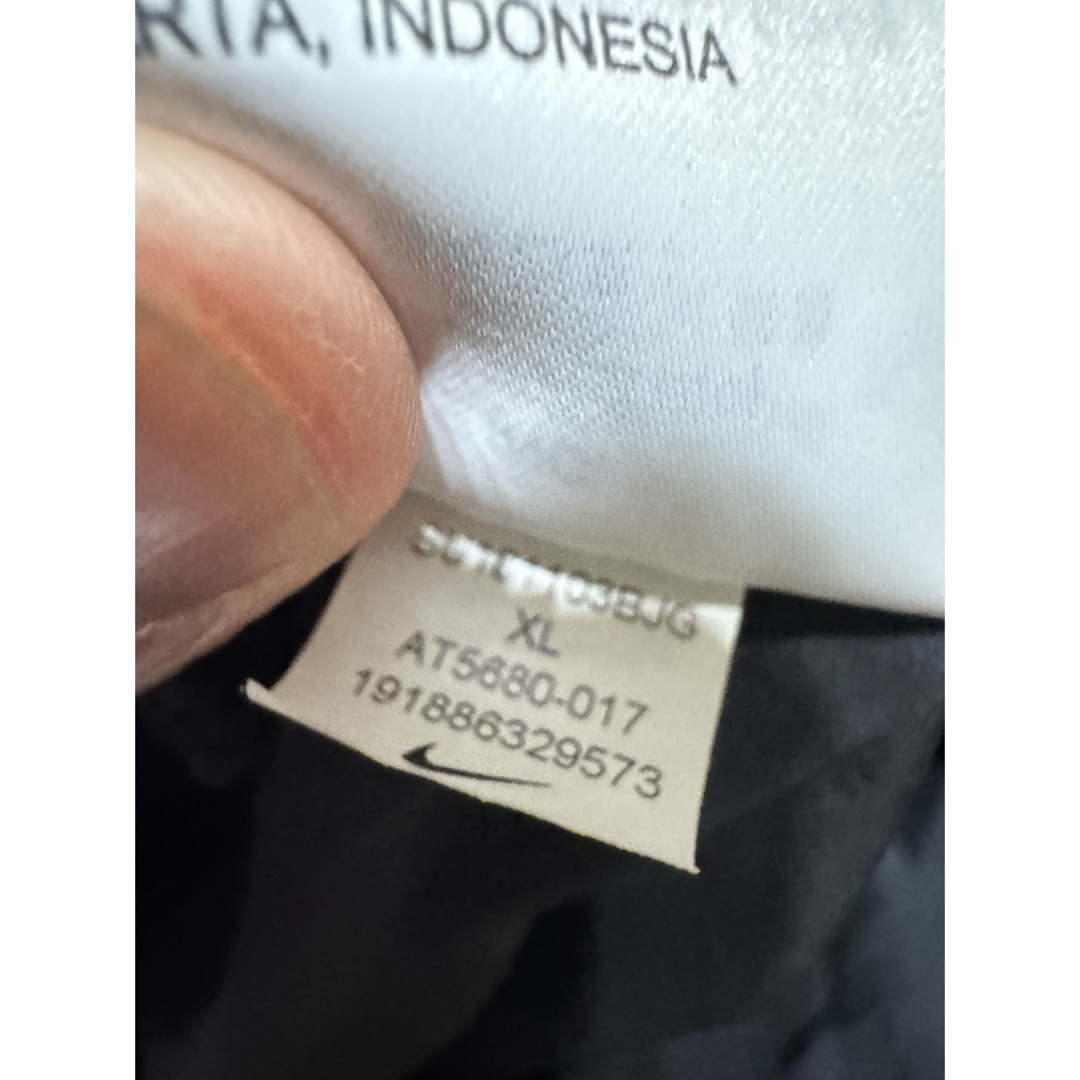 INDONESIA
XL
AT5680-017
191886329573